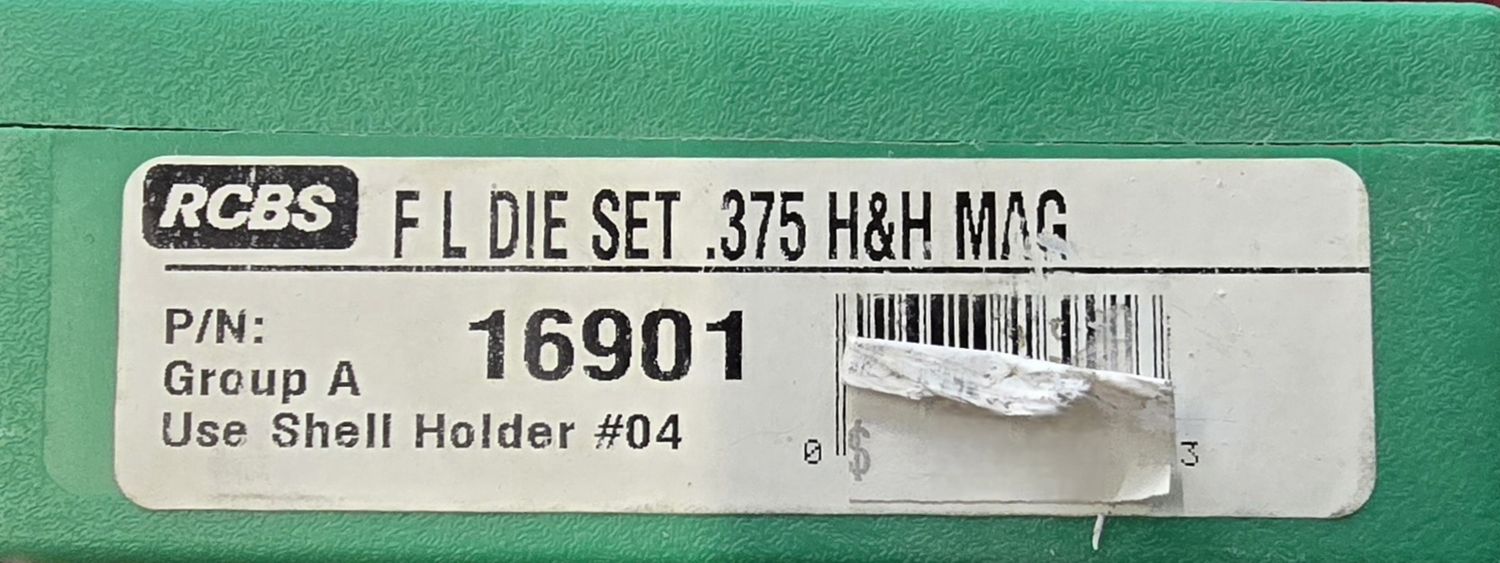 RCBS F L DIE SET .375 H&H MAG
P/N: 16901
Group A
Use Shell Holder #04
0 $ 3